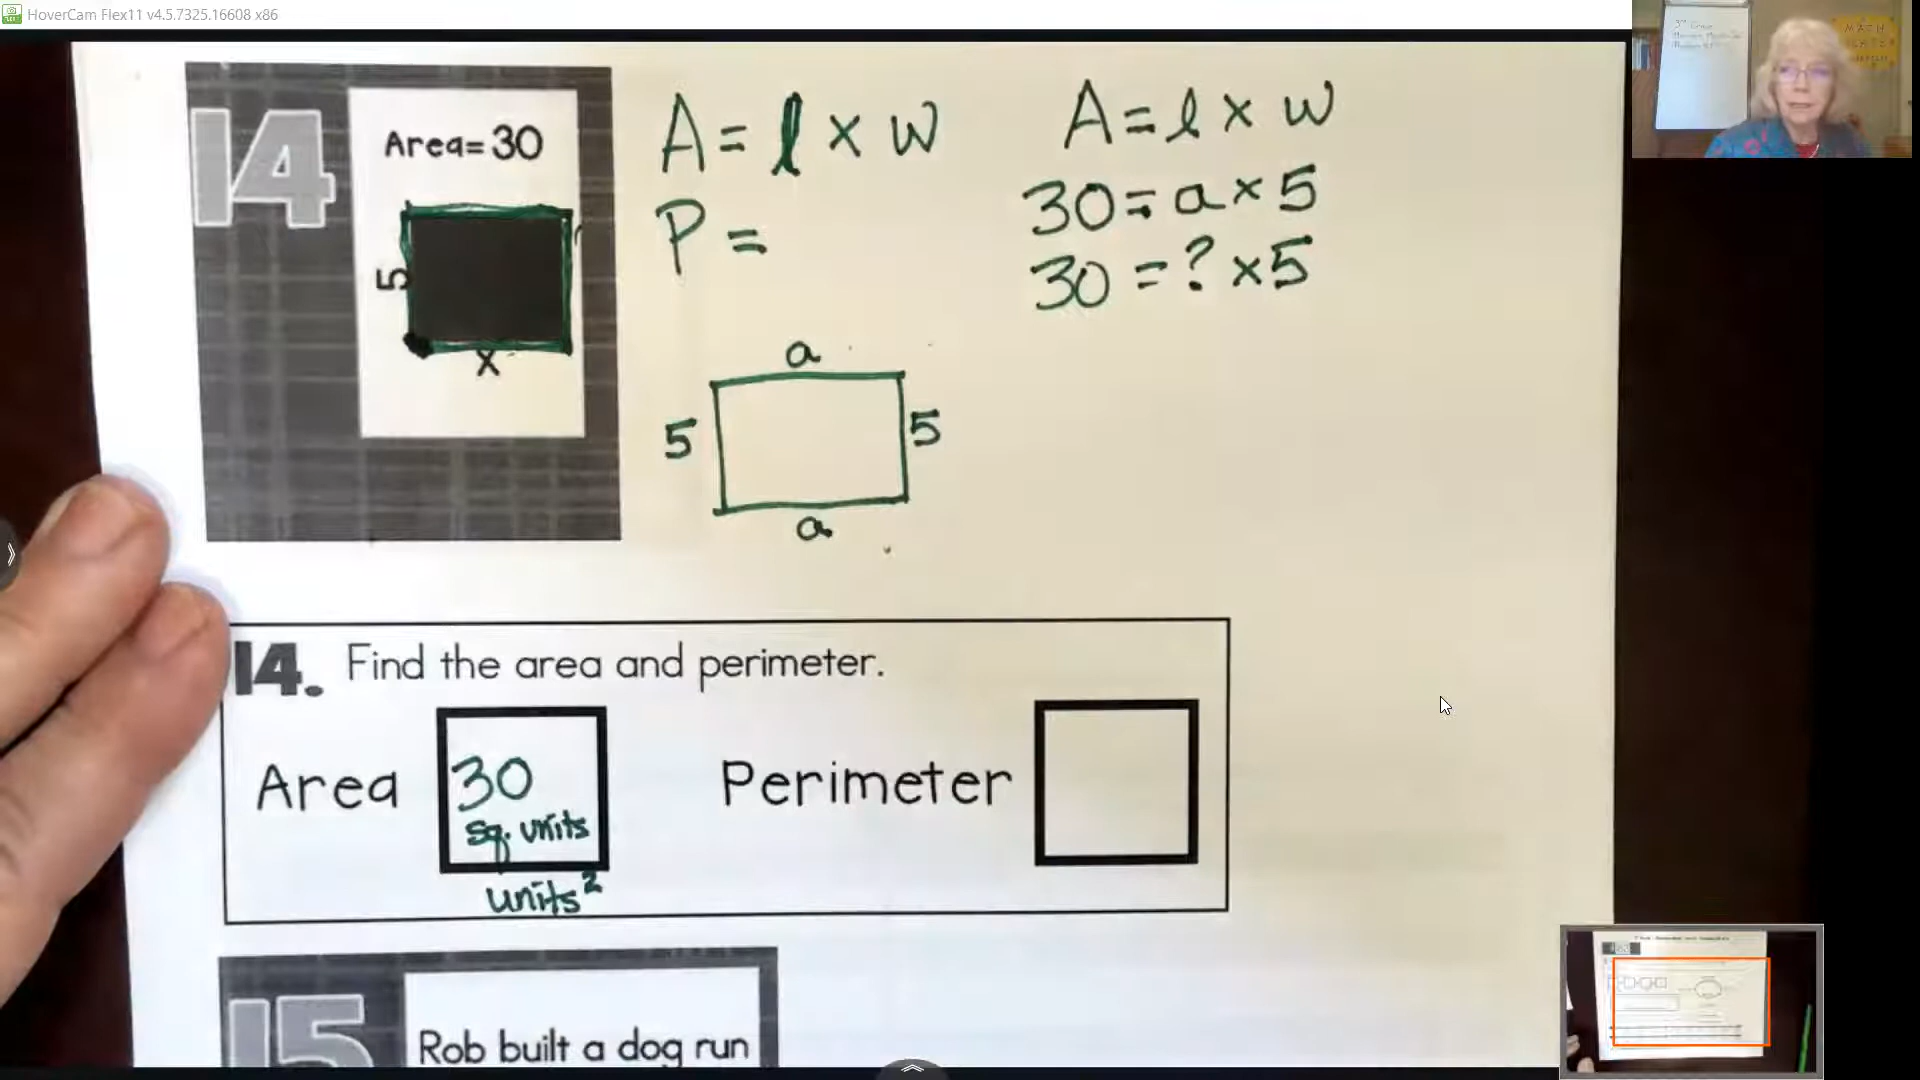 HoverCam Flex11 v4.5.7325.16608 x86
MATH
14
Area=30
5
x
A = l x w
P =
A = l x w
30 = a x 5
30 = ? x 5
a
5
5
a
14. Find the area and perimeter.
Area
30
sq. units
units²
Perimeter
15
Rob built a dog run